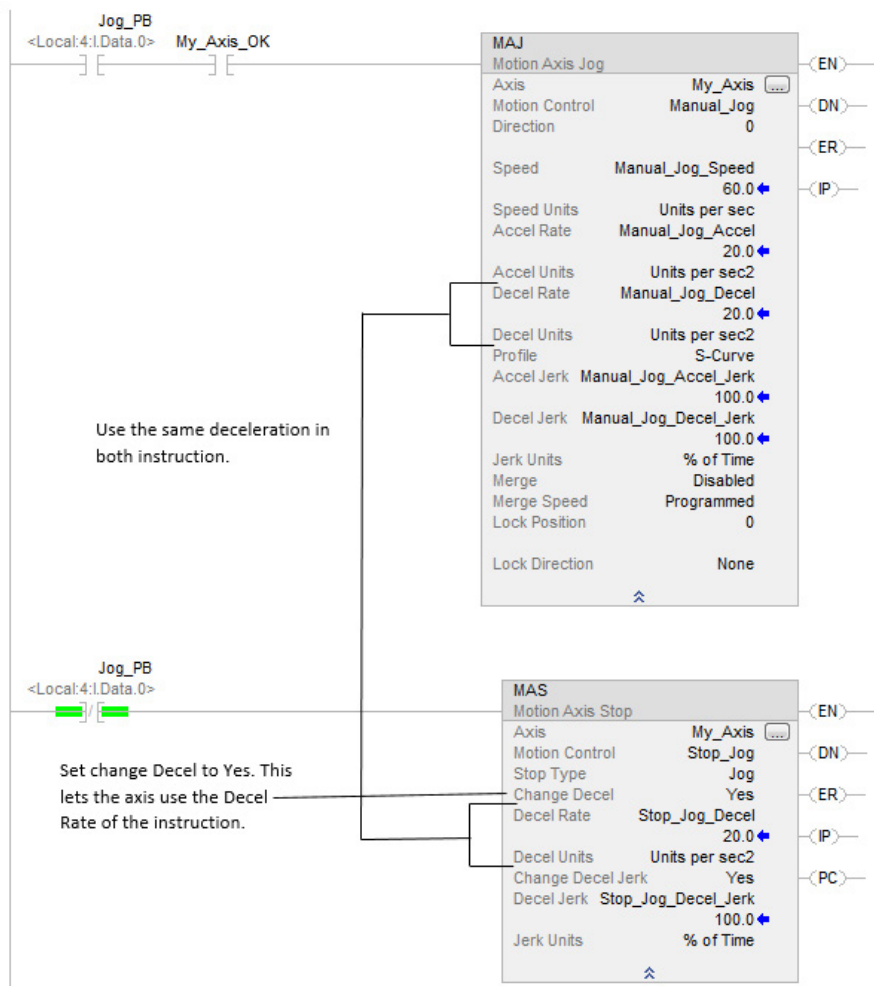 Jog_PB
<Local:4:I.Data.0> My_Axis_OK
MAJ
Motion Axis Jog
Axis My_Axis ...
Motion Control Manual_Jog
Direction 0
Speed Manual_Jog_Speed
60.0
Speed Units Units per sec
Accel Rate Manual_Jog_Accel
20.0
Accel Units Units per sec2
Decel Rate Manual_Jog_Decel
20.0
Decel Units Units per sec2
Profile S-Curve
Accel Jerk Manual_Jog_Accel_Jerk
100.0
Decel Jerk Manual_Jog_Decel_Jerk
100.0
Jerk Units % of Time
Merge Disabled
Merge Speed Programmed
Lock Position 0
Lock Direction None
EN
DN
ER
IP
Use the same deceleration in
both instruction.
Jog_PB
<Local:4:I.Data.0>
MAS
Motion Axis Stop
Axis My_Axis ...
Motion Control Stop_Jog
Stop Type Jog
Change Decel Yes
Decel Rate Stop_Jog_Decel
20.0
Decel Units Units per sec2
Change Decel Jerk Yes
Decel Jerk Stop_Jog_Decel_Jerk
100.0
Jerk Units % of Time
EN
DN
ER
IP
PC
Set change Decel to Yes. This
lets the axis use the Decel
Rate of the instruction.